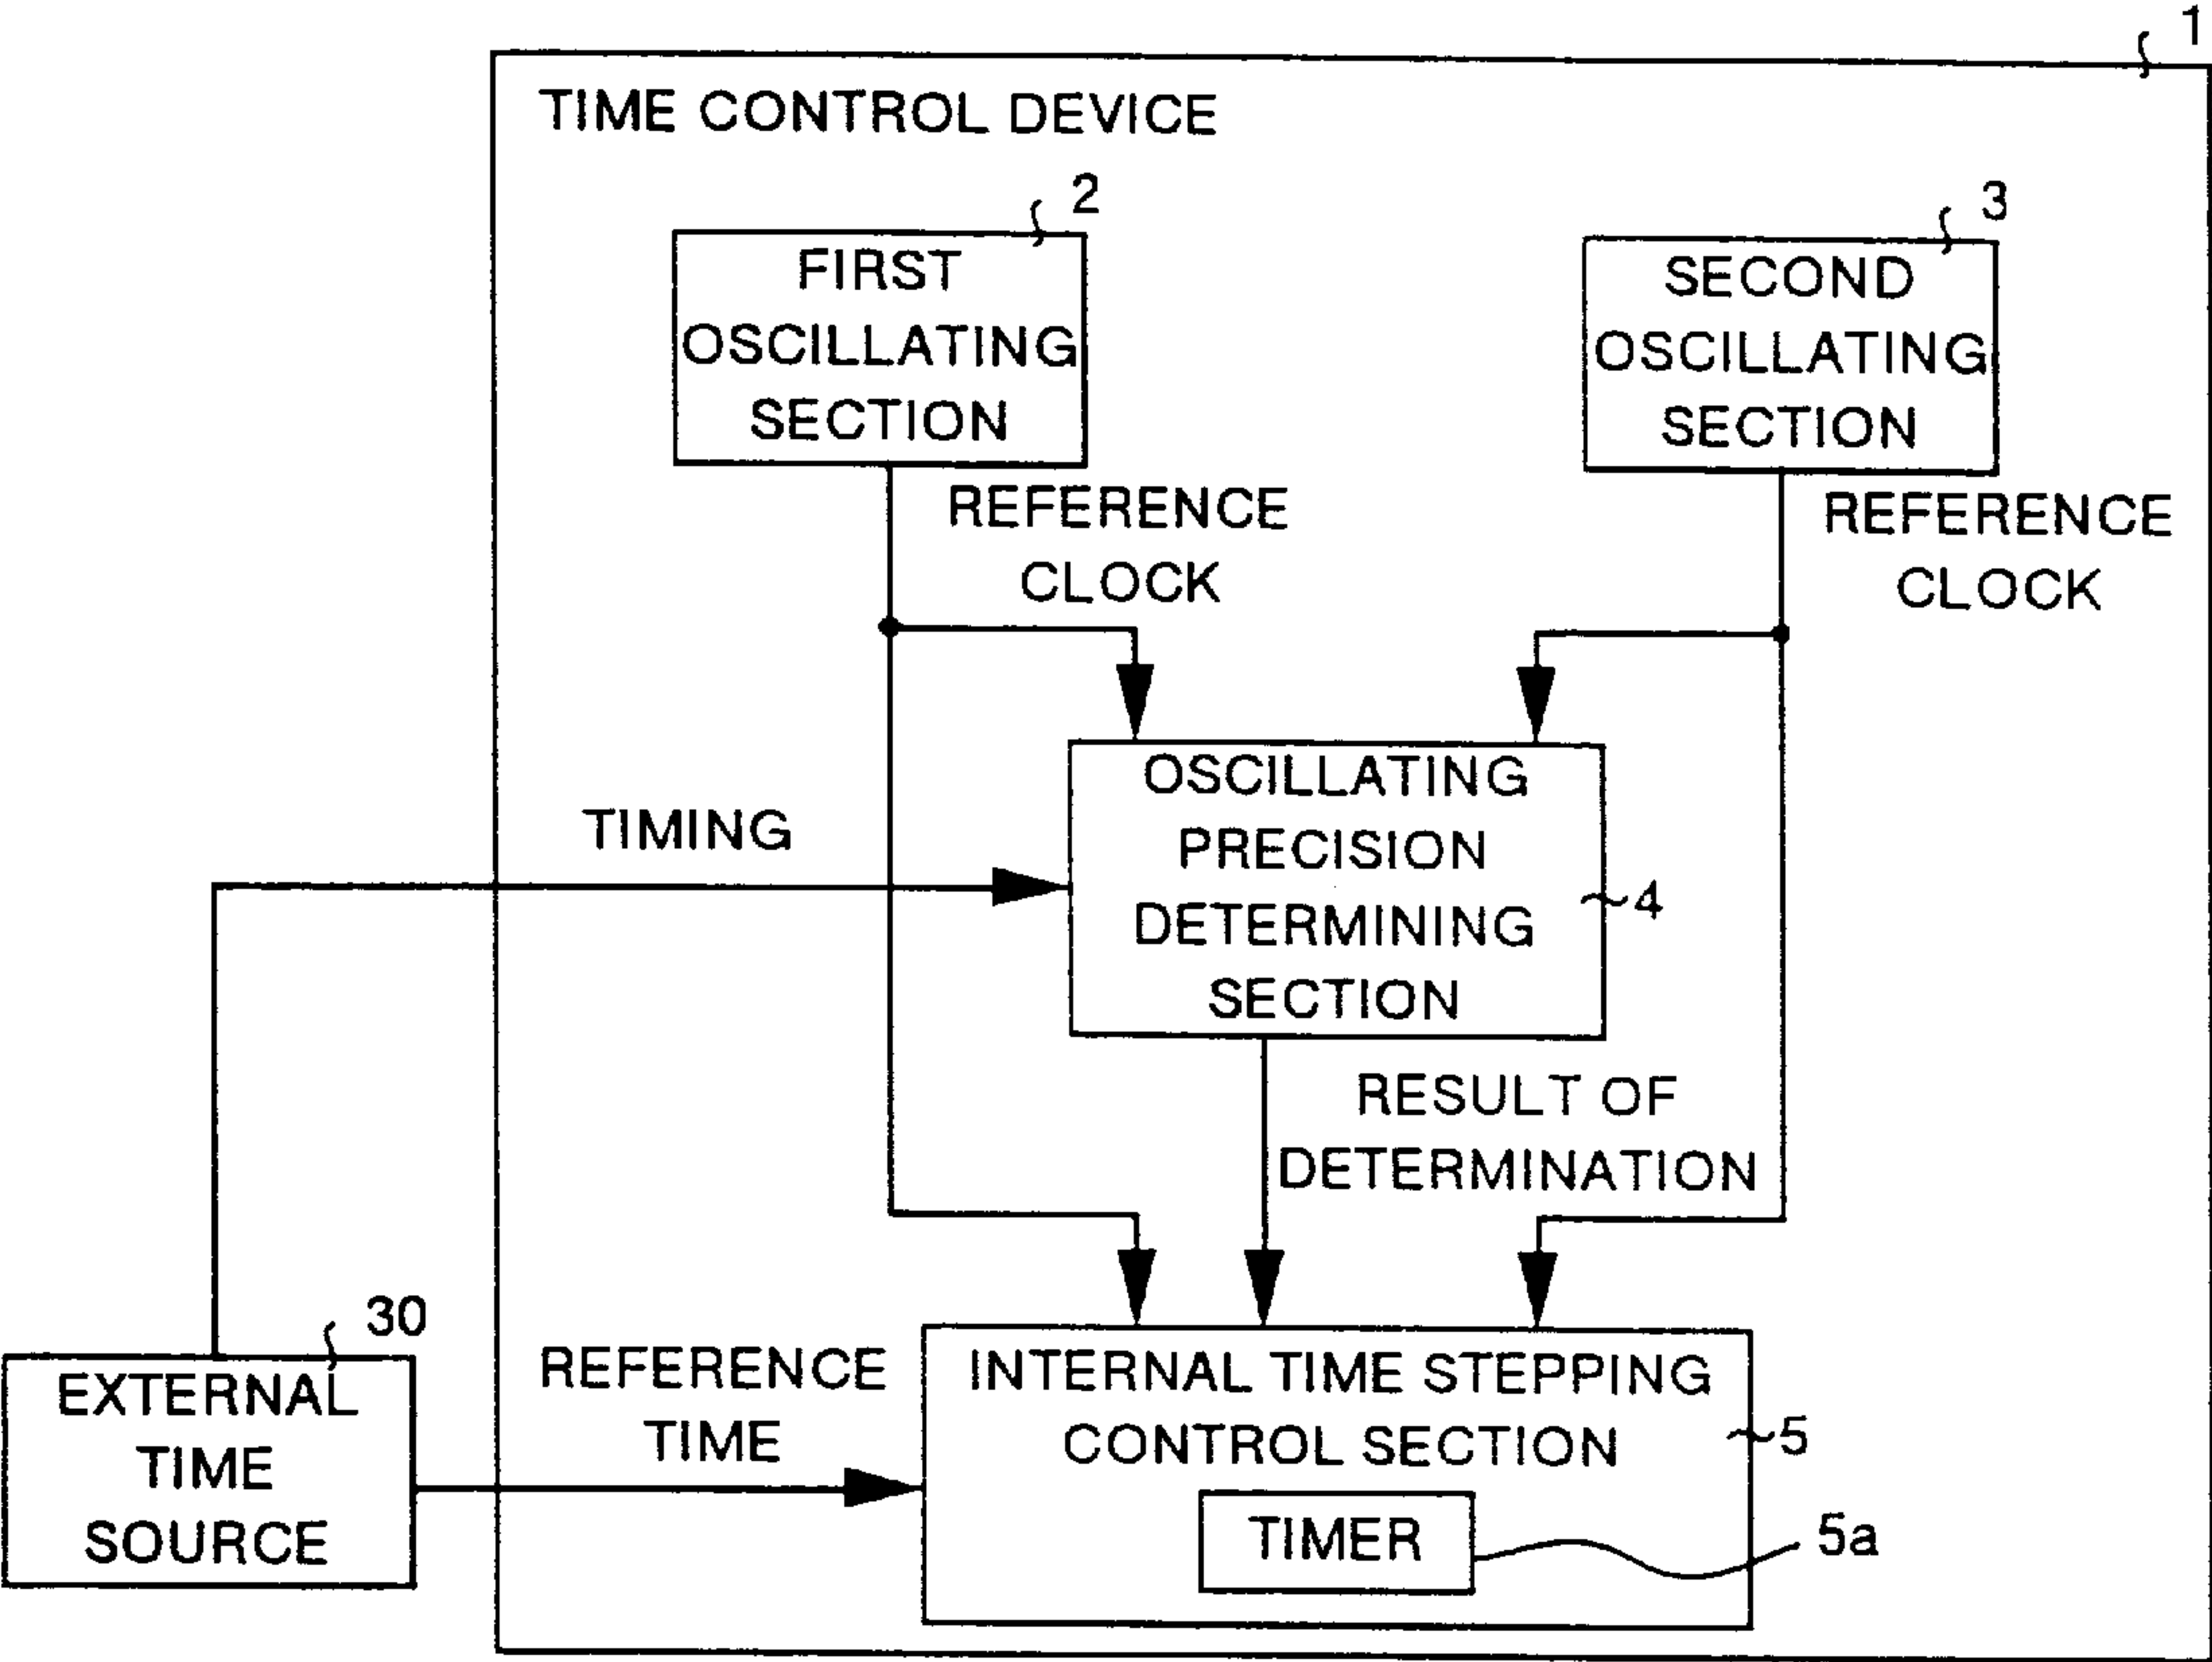 1
TIME CONTROL DEVICE
2
3
FIRST
OSCILLATING
SECTION
SECOND
OSCILLATING
SECTION
REFERENCE
CLOCK
REFERENCE
CLOCK
TIMING
OSCILLATING
PRECISION
DETERMINING
SECTION
4
RESULT OF
DETERMINATION
30
EXTERNAL
TIME
SOURCE
REFERENCE
TIME
INTERNAL TIME STEPPING
CONTROL SECTION
5
TIMER
5a